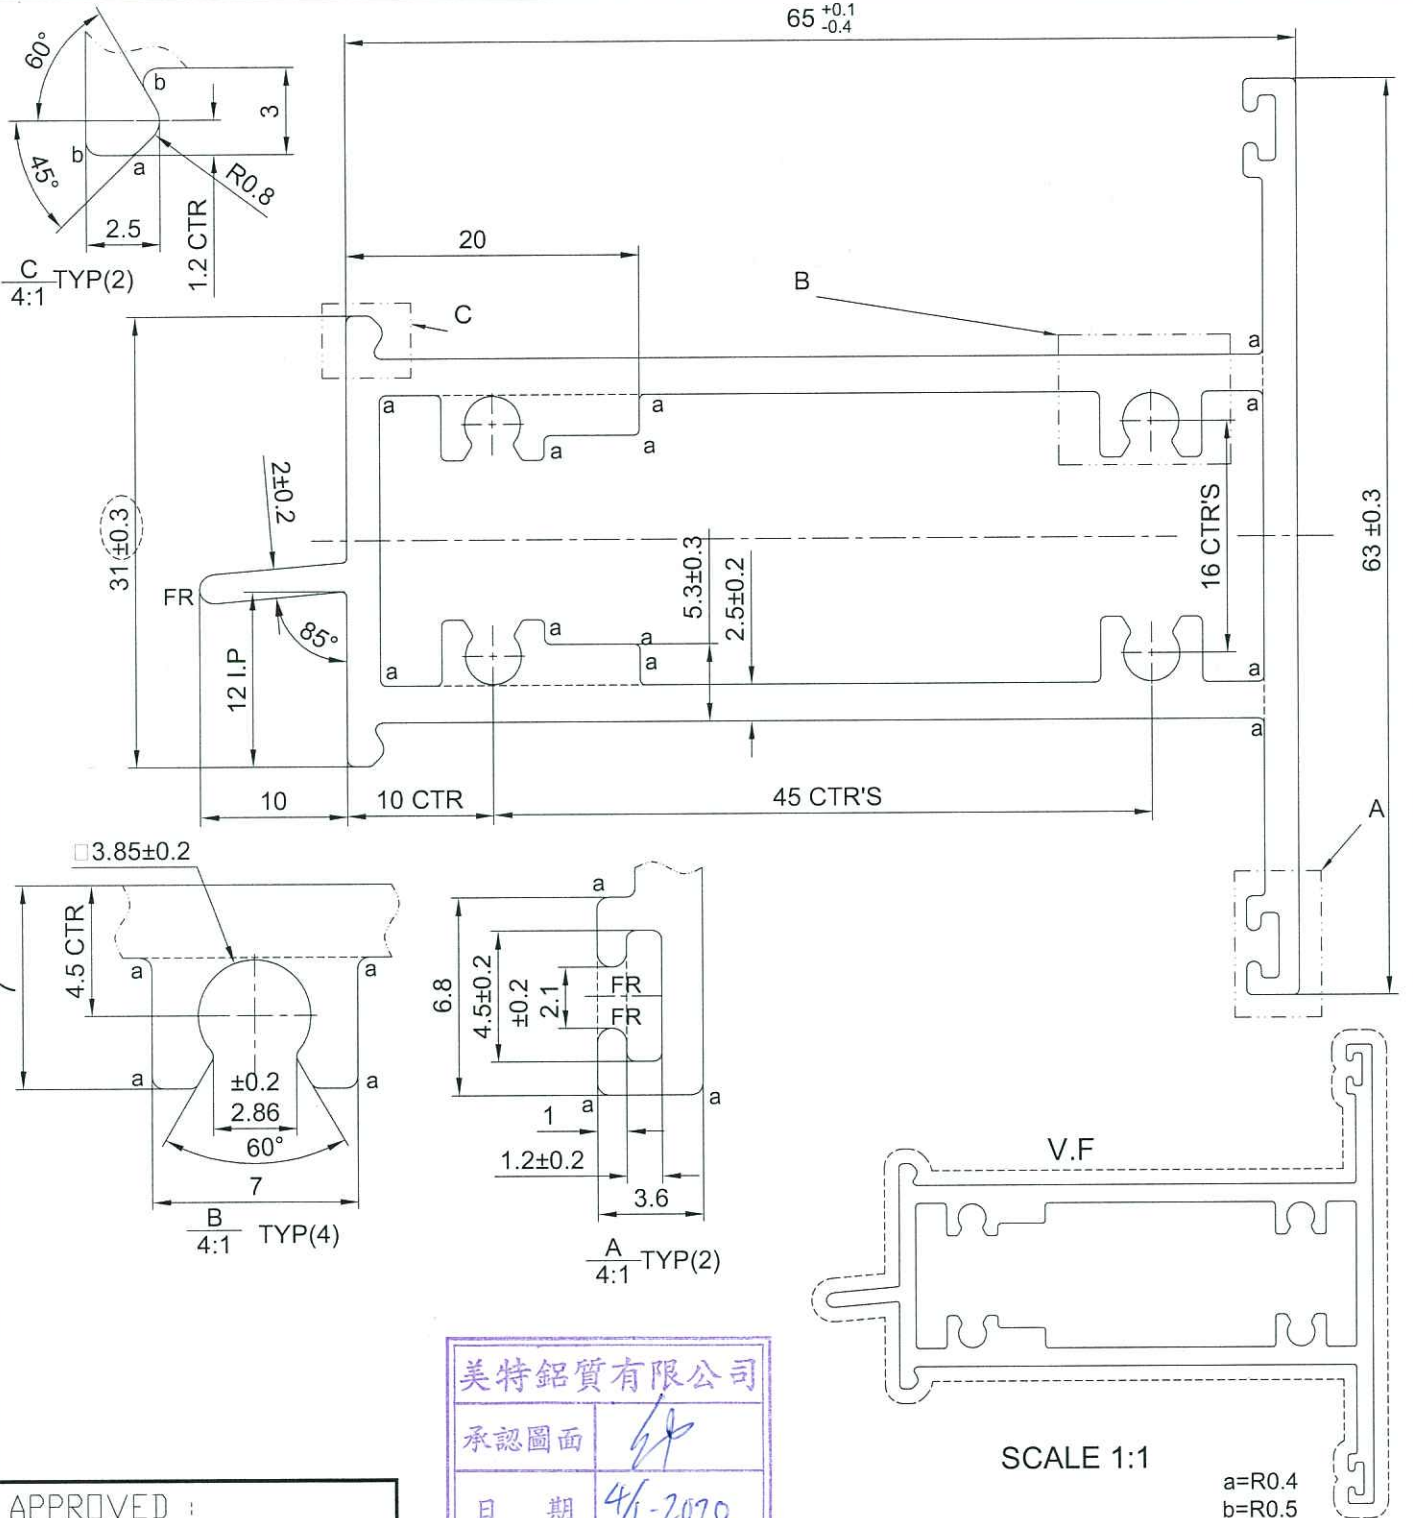 65 +0.1 -0.4
60°
b
3
b
a
45°
R0.8
2.5
1.2 CTR
C
4:1 TYP(2)
20
B
C
a
a
a
a
a
a
2±0.2
31±0.3
63 ±0.3
16 CTR'S
5.3±0.3
2.5±0.2
FR
85°
a
a
a
a
a
12 I.P
a
10
10 CTR
45 CTR'S
A
□3.85±0.2
4.5 CTR
7
a
a
a
a
±0.2
2.86
60°
7
B
4:1 TYP(4)
a
6.8
4.5±0.2
±0.2
2.1
FR
FR
a
a
1
1.2±0.2
3.6
A
4:1 TYP(2)
V.F
SCALE 1:1
a=R0.4
b=R0.5
美特鋁質有限公司
承認圖面
日 期
APPROVED :